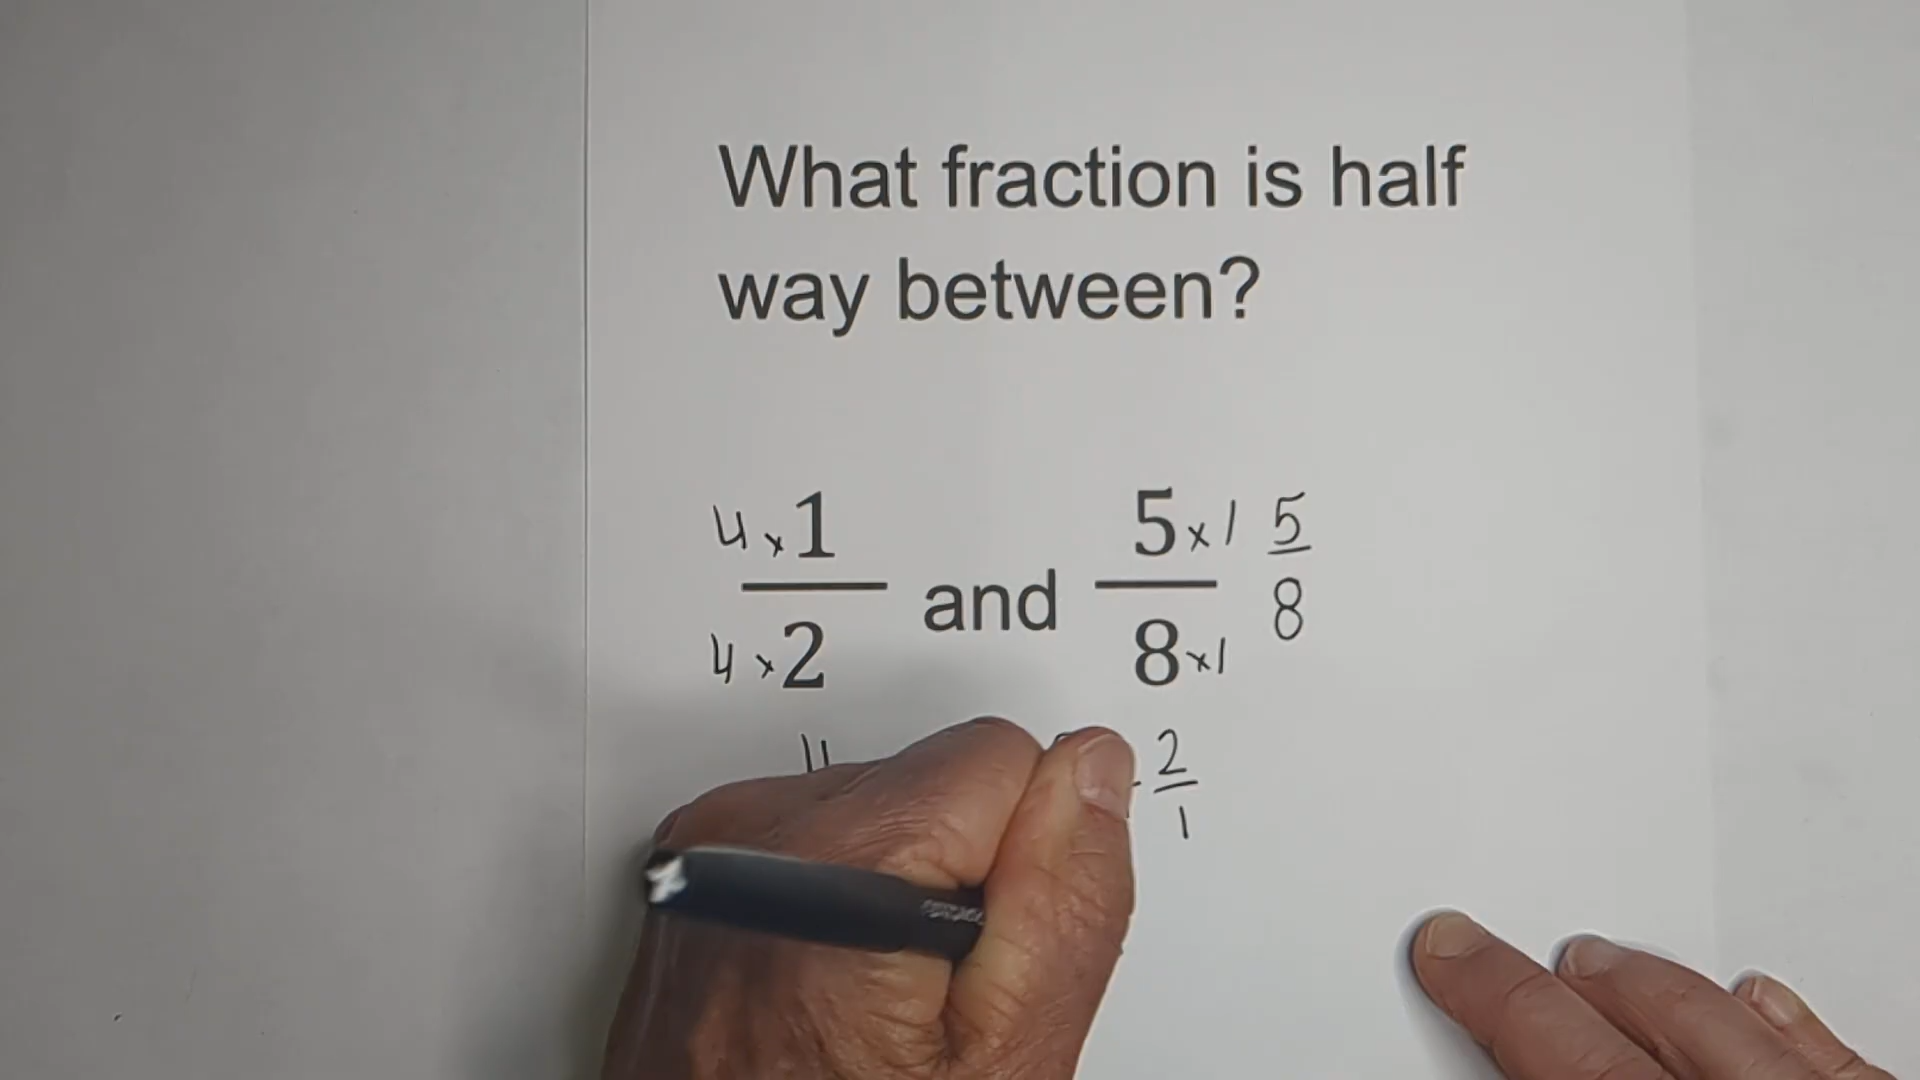 What fraction is half
way between?
4 × 1 and 5 × 1 5
4 × 2 8 × 1 8
4 2
1